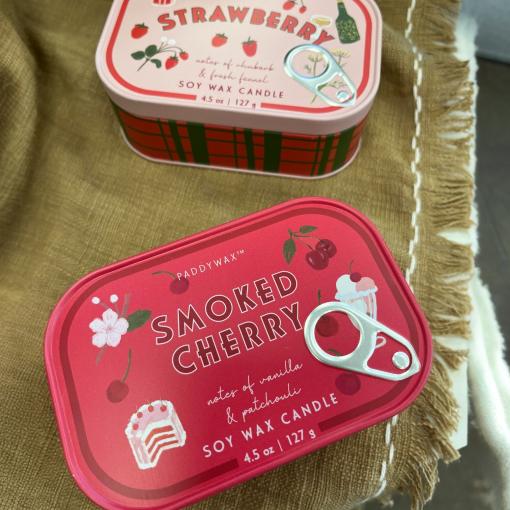 STRAWBERRY
notes of rhubarb
& fresh fennel
SOY WAX CANDLE
4.5 oz | 127 g
PADDYWAX™
SMOKED
CHERRY
notes of vanilla
& patchouli
SOY WAX CANDLE
4.5 oz | 127 g